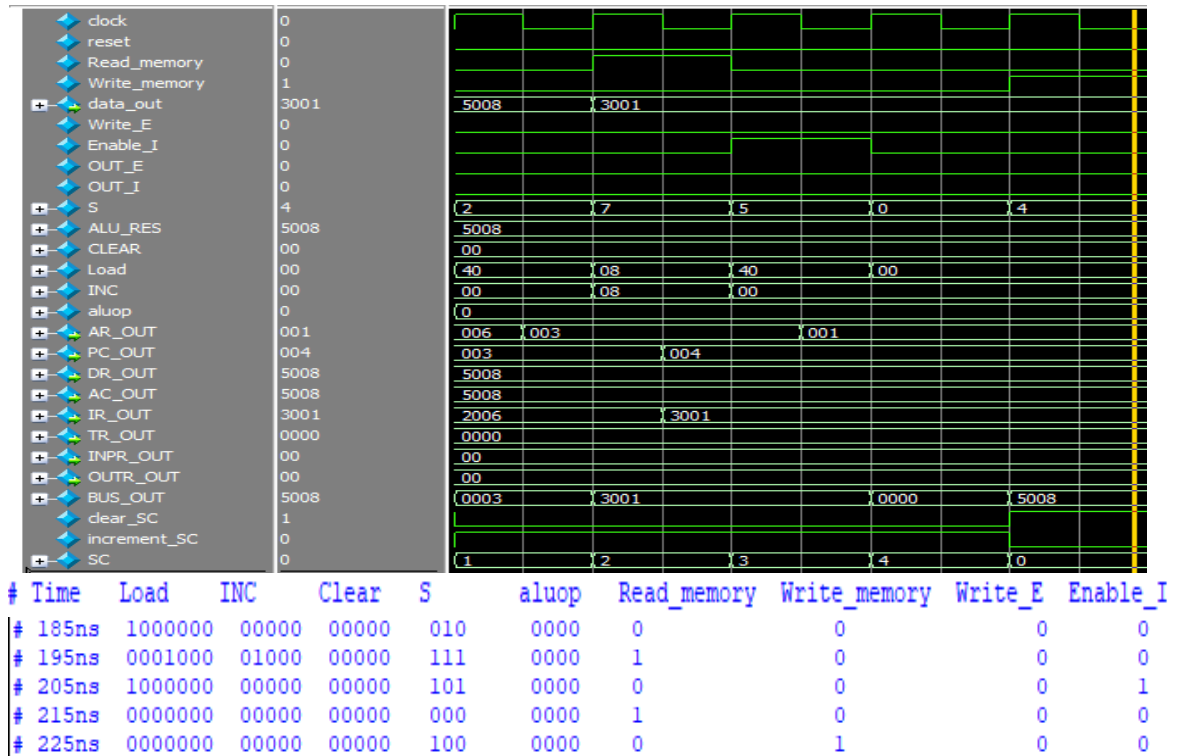 clock 0
reset 0
Read_memory 0
Write_memory 1
data_out 3001 5008 3001
Write_E 0
Enable_I 0
OUT_E 0
OUT_I 0
S 4 2 7 5 0 4
ALU_RES 5008 5008
CLEAR 00 00
Load 00 40 08 40 00
INC 00 00 08 00
aluop 0 0
AR_OUT 001 006 003 001
PC_OUT 004 003 004
DR_OUT 5008 5008
AC_OUT 5008 5008
IR_OUT 3001 2006 3001
TR_OUT 0000 0000
INPR_OUT 00 00
OUTR_OUT 00 00
BUS_OUT 5008 0003 3001 0000 5008
clear_SC 1
increment_SC 0
SC 0 1 2 3 4 0
# Time Load INC Clear S aluop Read_memory Write_memory Write_E Enable_I
# 185ns 1000000 00000 00000 010 0000 0 0 0 0
# 195ns 0001000 01000 00000 111 0000 1 0 0 0
# 205ns 1000000 00000 00000 101 0000 0 0 0 1
# 215ns 0000000 00000 00000 000 0000 1 0 0 0
# 225ns 0000000 00000 00000 100 0000 0 1 0 0